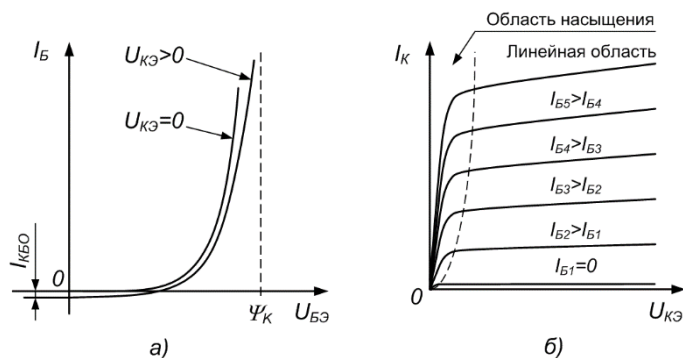 I_Б
U_КЭ>0
U_КЭ=0
I_КБО
0
Ψ_К
U_БЭ
а)
Область насыщения
I_К
Линейная область
I_Б5>I_Б4
I_Б4>I_Б3
I_Б3>I_Б2
I_Б2>I_Б1
I_Б1=0
0
U_КЭ
б)